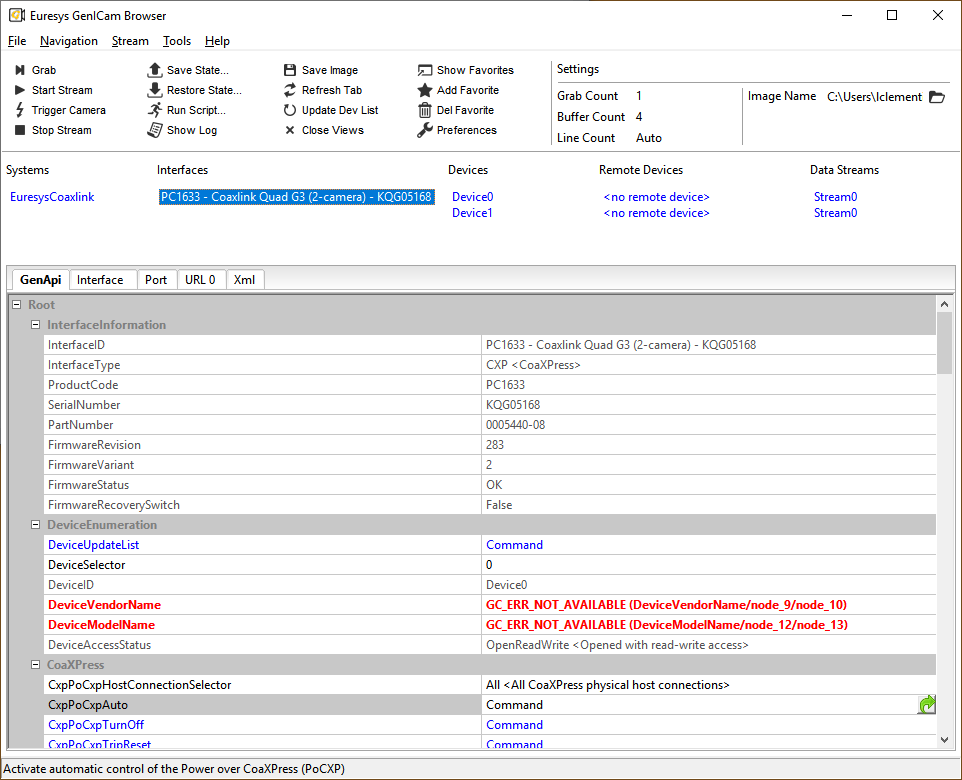 Euresys GenICam Browser
File Navigation Stream Tools Help
Grab Save State... Save Image Show Favorites
Start Stream Restore State... Refresh Tab Add Favorite
Trigger Camera Run Script... Update Dev List Del Favorite
Stop Stream Show Log Close Views Preferences
Settings
Grab Count 1
Buffer Count 4
Line Count Auto
Image Name C:\Users\lclement
Systems Interfaces Devices Remote Devices Data Streams
EuresysCoaxlink PC1633 - Coaxlink Quad G3 (2-camera) - KQG05168 Device0 <no remote device> Stream0
Device1 <no remote device> Stream0
GenApi Interface Port URL 0 Xml
Root
InterfaceInformation
InterfaceID PC1633 - Coaxlink Quad G3 (2-camera) - KQG05168
InterfaceType CXP <CoaXPress>
ProductCode PC1633
SerialNumber KQG05168
PartNumber 0005440-08
FirmwareRevision 283
FirmwareVariant 2
FirmwareStatus OK
FirmwareRecoverySwitch False
DeviceEnumeration
DeviceUpdateList Command
DeviceSelector 0
DeviceID Device0
DeviceVendorName GC_ERR_NOT_AVAILABLE (DeviceVendorName/node_9/node_10)
DeviceModelName GC_ERR_NOT_AVAILABLE (DeviceModelName/node_12/node_13)
DeviceAccessStatus OpenReadWrite <Opened with read-write access>
CoaXPress
CxpPoCxpHostConnectionSelector All <All CoaXPress physical host connections>
CxpPoCxpAuto Command
CxpPoCxpTurnOff Command
CxpPoCxpTripReset Command
Activate automatic control of the Power over CoaXPress (PoCXP)